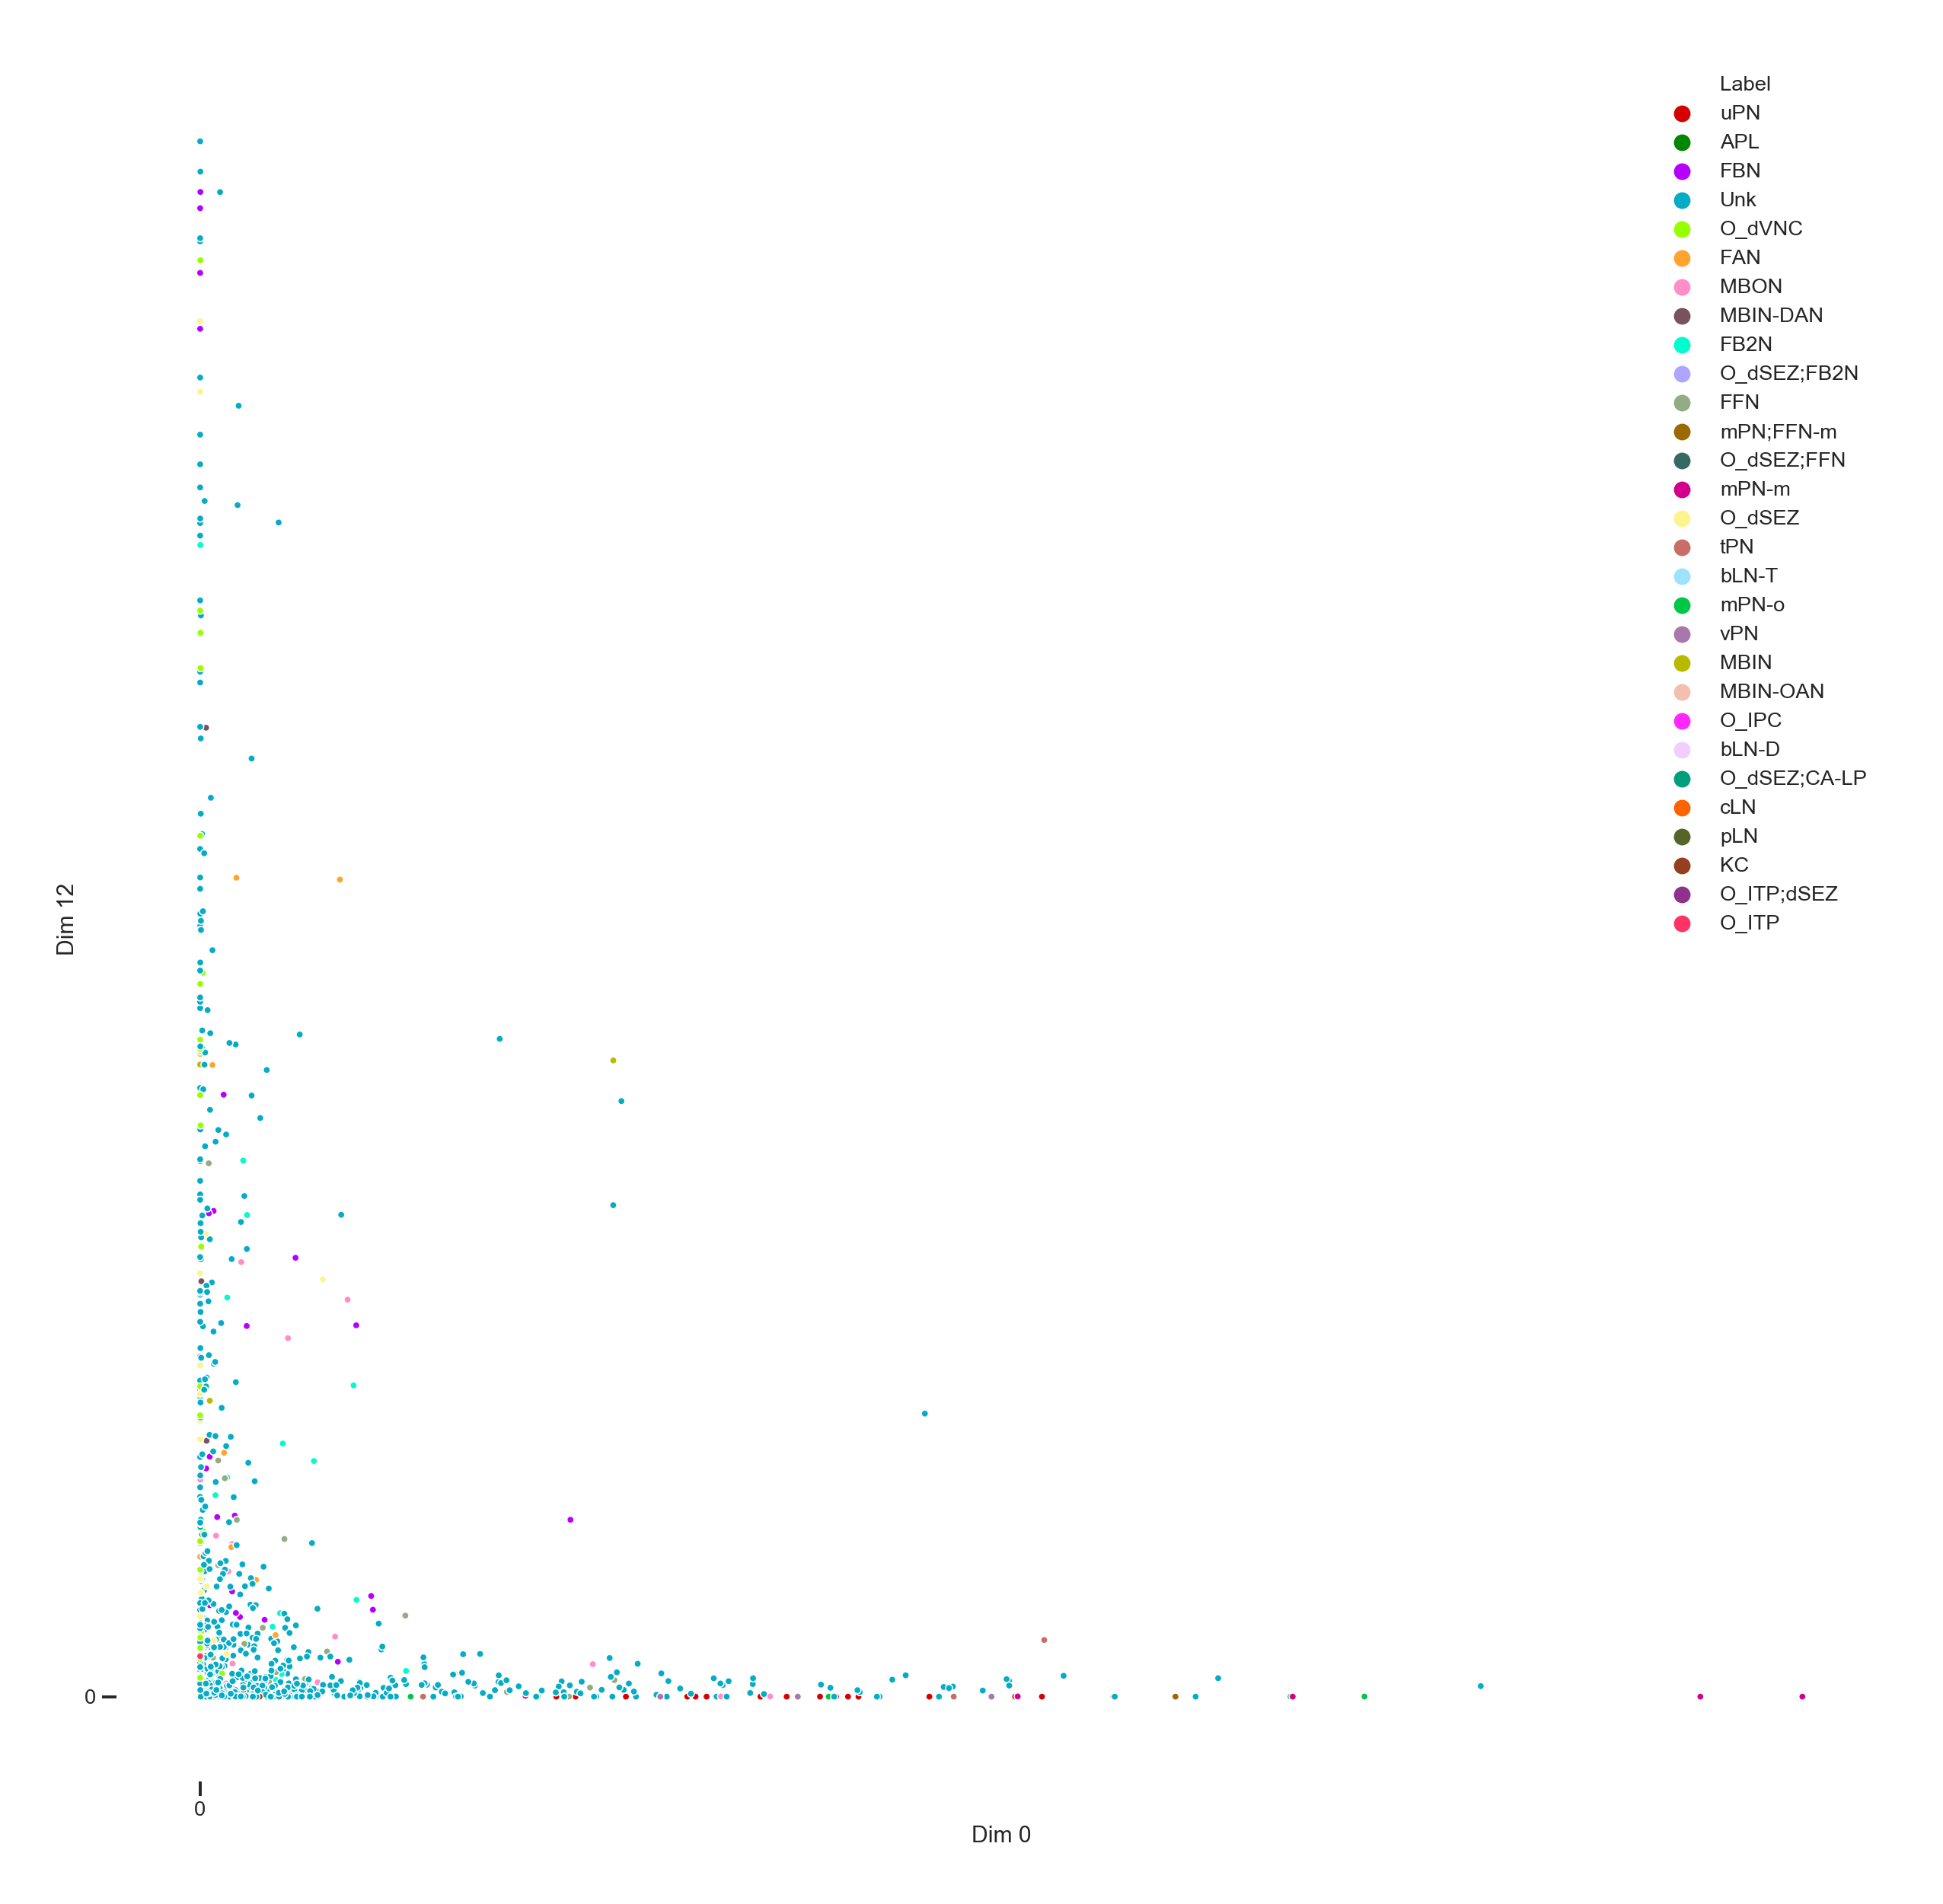 Label
uPN
APL
FBN
Unk
O_dVNC
FAN
MBON
MBIN-DAN
FB2N
O_dSEZ;FB2N
FFN
mPN;FFN-m
O_dSEZ;FFN
mPN-m
O_dSEZ
tPN
bLN-T
mPN-o
vPN
MBIN
MBIN-OAN
O_IPC
bLN-D
O_dSEZ;CA-LP
cLN
pLN
KC
O_ITP;dSEZ
O_ITP
Dim 12
0
0
Dim 0